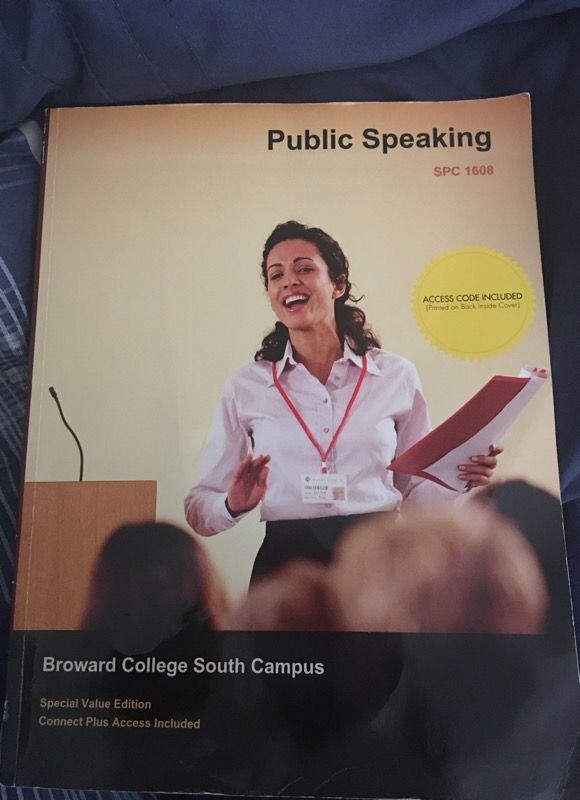 Public Speaking
SPC 1608
ACCESS CODE INCLUDED
[Printed on Back Inside Cover]
Broward College South Campus
Special Value Edition
Connect Plus Access Included